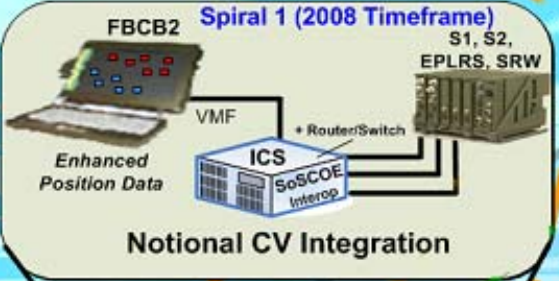 Spiral 1 (2008 Timeframe)
FBCB2
S1, S2,
EPLRS, SRW
VMF
+ Router/Switch
Enhanced
Position Data
ICS
SoSCOE
Interop
Notional CV Integration